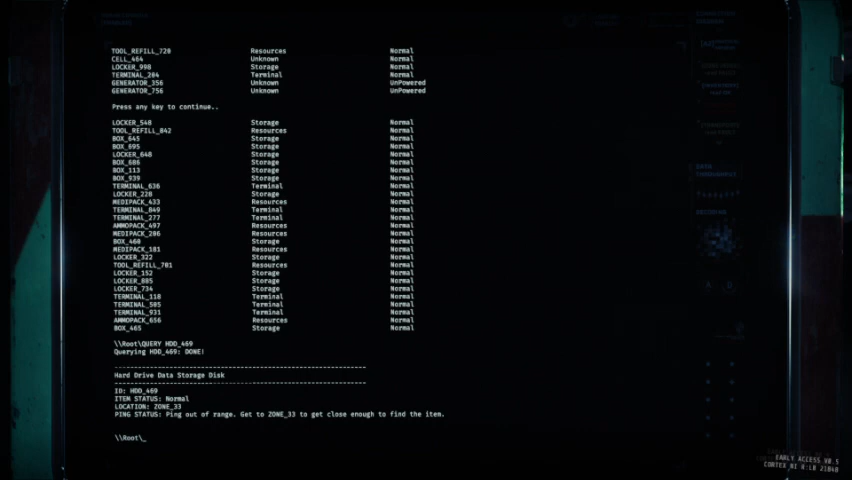 TOOL_REFILL_720 Resources Normal
CELL_464 Unknown Normal
LOCKER_998 Storage Normal
TERMINAL_204 Terminal Normal
GENERATOR_356 Unknown UnPowered
GENERATOR_756 Unknown UnPowered
Press any key to continue..
LOCKER_548 Storage Normal
TOOL_REFILL_842 Resources Normal
BOX_645 Storage Normal
BOX_695 Storage Normal
LOCKER_648 Storage Normal
BOX_686 Storage Normal
BOX_113 Storage Normal
BOX_939 Storage Normal
TERMINAL_636 Terminal Normal
LOCKER_228 Storage Normal
MEDIPACK_433 Resources Normal
TERMINAL_849 Terminal Normal
TERMINAL_277 Terminal Normal
AMMOPACK_497 Resources Normal
MEDIPACK_286 Resources Normal
BOX_460 Storage Normal
MEDIPACK_181 Resources Normal
LOCKER_322 Storage Normal
TOOL_REFILL_701 Resources Normal
LOCKER_152 Storage Normal
LOCKER_885 Storage Normal
LOCKER_734 Storage Normal
TERMINAL_118 Terminal Normal
TERMINAL_505 Terminal Normal
TERMINAL_931 Terminal Normal
AMMOPACK_656 Resources Normal
BOX_465 Storage Normal
\\Root\QUERY HDD_469
Querying HDD_469: DONE!
----------------------------------------------------------------
Hard Drive Data Storage Disk
----------------------------------------------------------------
ID: HDD_469
ITEM STATUS: Normal
LOCATION: ZONE_33
PING STATUS: Ping out of range. Get to ZONE_33 to get close enough to find the item.
\\Root\_
EARLY ACCESS V0.5